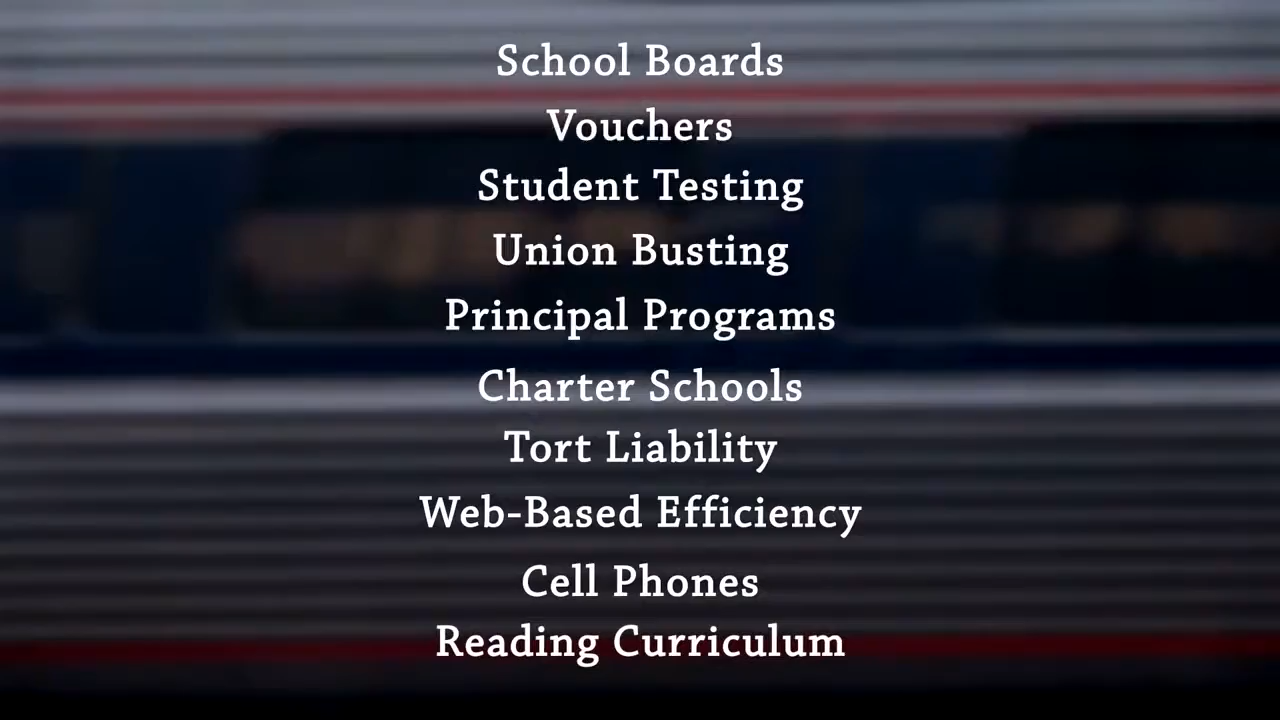 School Boards
Vouchers
Student Testing
Union Busting
Principal Programs
Charter Schools
Tort Liability
Web-Based Efficiency
Cell Phones
Reading Curriculum